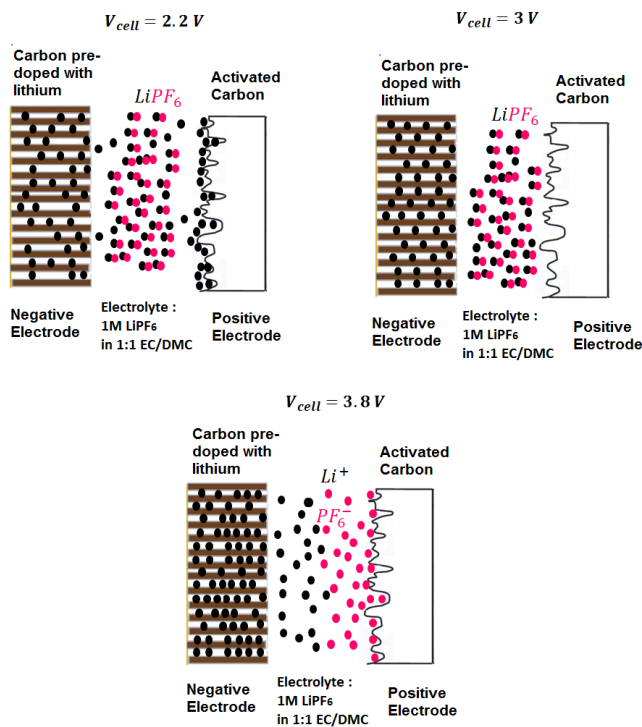 V_cell = 2.2 V
Carbon pre-
doped with
lithium
LiPF₆
Activated
Carbon
Negative
Electrode
Electrolyte :
1M LiPF₆
in 1:1 EC/DMC
Positive
Electrode
V_cell = 3 V
Carbon pre-
doped with
lithium
LiPF₆
Activated
Carbon
Negative
Electrode
Electrolyte :
1M LiPF₆
in 1:1 EC/DMC
Positive
Electrode
V_cell = 3.8 V
Carbon pre-
doped with
lithium
Li⁺
PF₆⁻
Activated
Carbon
Negative
Electrode
Electrolyte :
1M LiPF₆
in 1:1 EC/DMC
Positive
Electrode